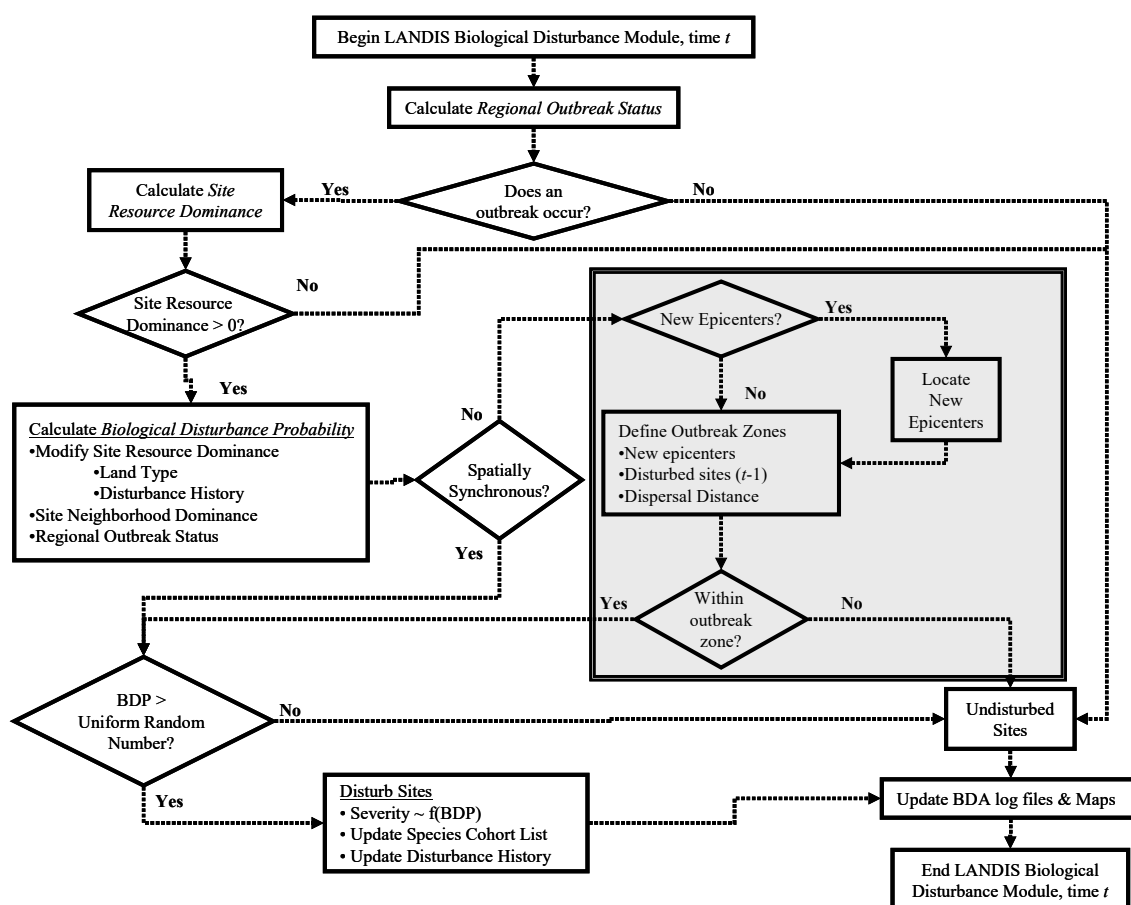 Begin LANDIS Biological Disturbance Module, time t
Calculate Regional Outbreak Status
Does an
outbreak occur?
Yes
No
Calculate Site
Resource Dominance
Site Resource
Dominance > 0?
No
Yes
Calculate Biological Disturbance Probability
•Modify Site Resource Dominance
•Land Type
•Disturbance History
•Site Neighborhood Dominance
•Regional Outbreak Status
Spatially
Synchronous?
No
Yes
New Epicenters?
Yes
No
Locate
New
Epicenters
Define Outbreak Zones
•New epicenters
•Disturbed sites (t-1)
•Dispersal Distance
Within
outbreak
zone?
Yes
No
BDP >
Uniform Random
Number?
No
Yes
Undisturbed
Sites
Disturb Sites
• Severity ~ f(BDP)
• Update Species Cohort List
• Update Disturbance History
Update BDA log files & Maps
End LANDIS Biological
Disturbance Module, time t